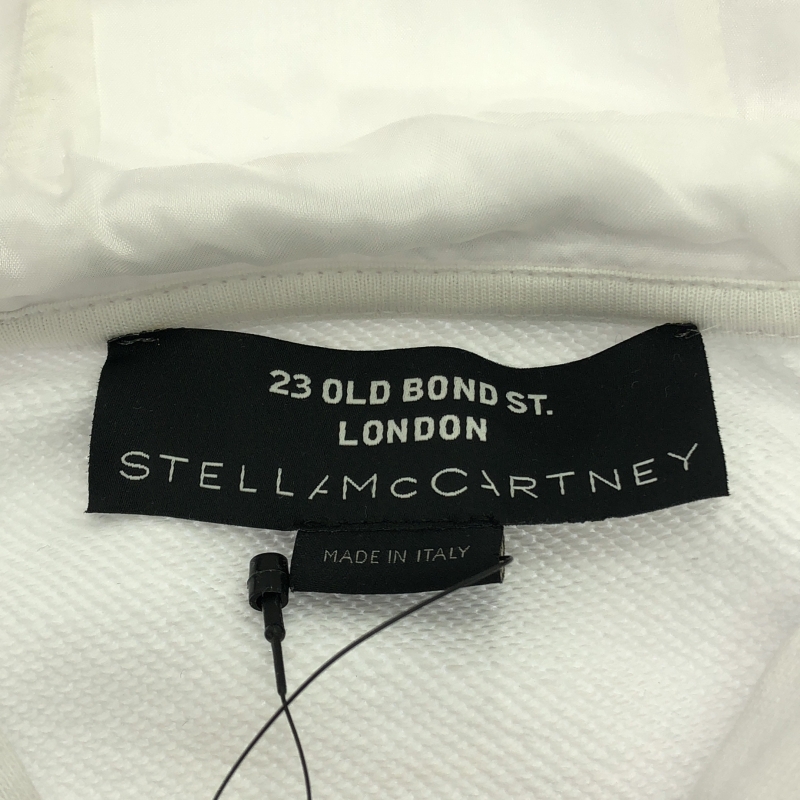 23 OLD BOND ST.
LONDON
STELLAMcCARTNEY
MADE IN ITALY